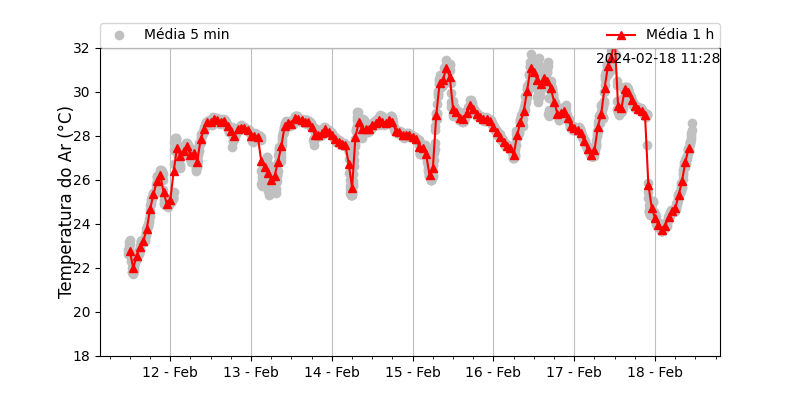 Média 5 min
Média 1 h
2024-02-18 11:28
Temperatura do Ar (°C)
32
30
28
26
24
22
20
18
12 - Feb
13 - Feb
14 - Feb
15 - Feb
16 - Feb
17 - Feb
18 - Feb